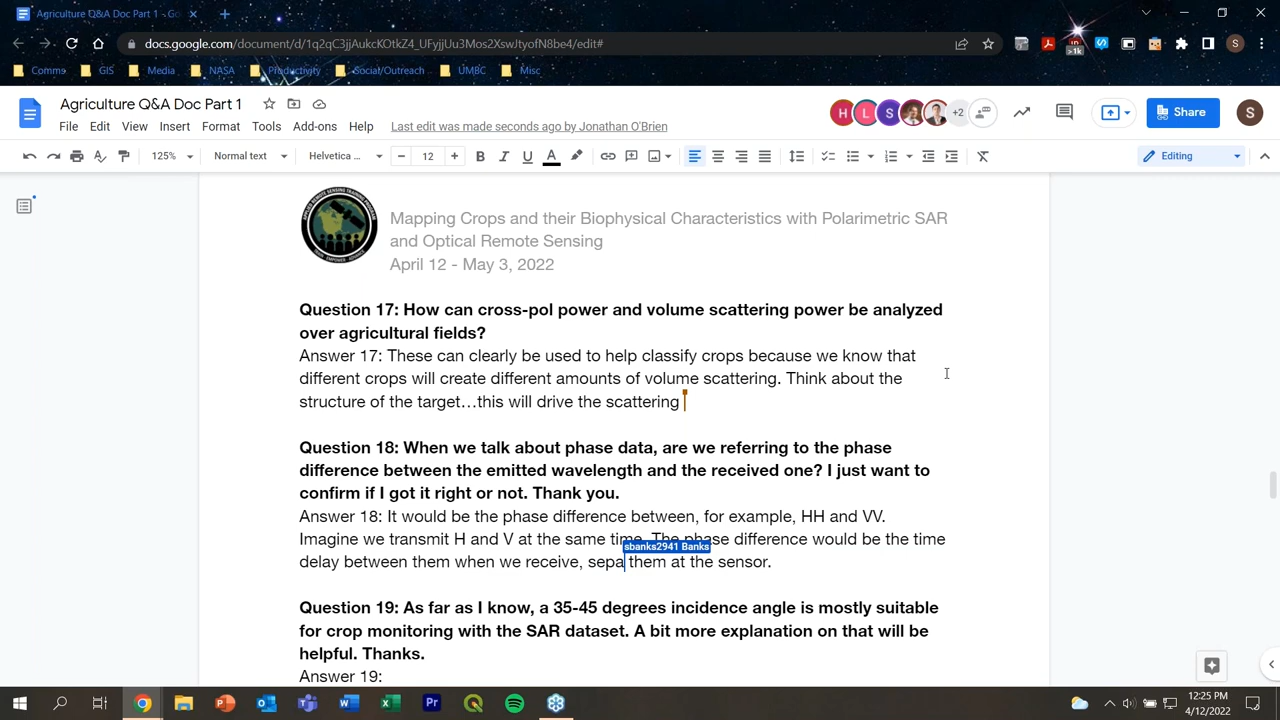 Agriculture Q&A Doc Part 1 - Go
docs.google.com/document/d/1q2qC3jjAukcKOtkZ4_UFyjjUu3Mos2XswJtyofN8be4/edit#
>1k
S
Comms
GIS
Media
NASA
Productivity
Social/Outreach
UMBC
Misc
Agriculture Q&A Doc Part 1
H
L
S
+2
Share
S
File Edit View Insert Format Tools Add-ons Help Last edit was made seconds ago by Jonathan O'Brien
125% Normal text Helvetica ... 12 B I U A Editing
Mapping Crops and their Biophysical Characteristics with Polarimetric SAR
and Optical Remote Sensing
April 12 - May 3, 2022
Question 17: How can cross-pol power and volume scattering power be analyzed
over agricultural fields?
Answer 17: These can clearly be used to help classify crops because we know that
different crops will create different amounts of volume scattering. Think about the
structure of the target…this will drive the scattering
Question 18: When we talk about phase data, are we referring to the phase
difference between the emitted wavelength and the received one? I just want to
confirm if I got it right or not. Thank you.
Answer 18: It would be the phase difference between, for example, HH and VV.
Imagine we transmit H and V at the same time. The phase difference would be the time
sbanks2941 Banks
delay between them when we receive, sepa them at the sensor.
Question 19: As far as I know, a 35-45 degrees incidence angle is mostly suitable
for crop monitoring with the SAR dataset. A bit more explanation on that will be
helpful. Thanks.
Answer 19:
12:25 PM
4/12/2022